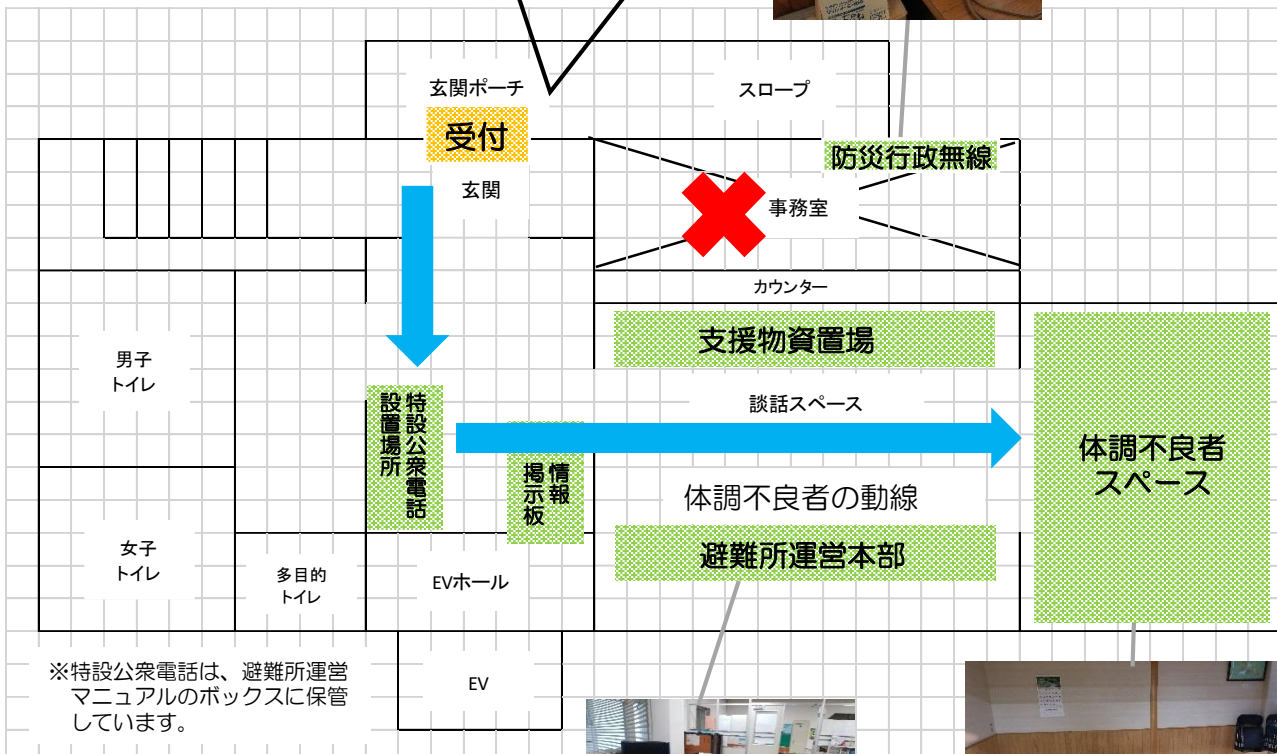 玄関ポーチ
スロープ
受付
防災行政無線
玄関
事務室
カウンター
支援物資置場
男子
トイレ
談話スペース
特設公衆電話
設置場所
情報
掲示板
体調不良者
スペース
体調不良者の動線
避難所運営本部
女子
トイレ
多目的
トイレ
EVホール
EV
※特設公衆電話は、避難所運営
マニュアルのボックスに保管
しています。